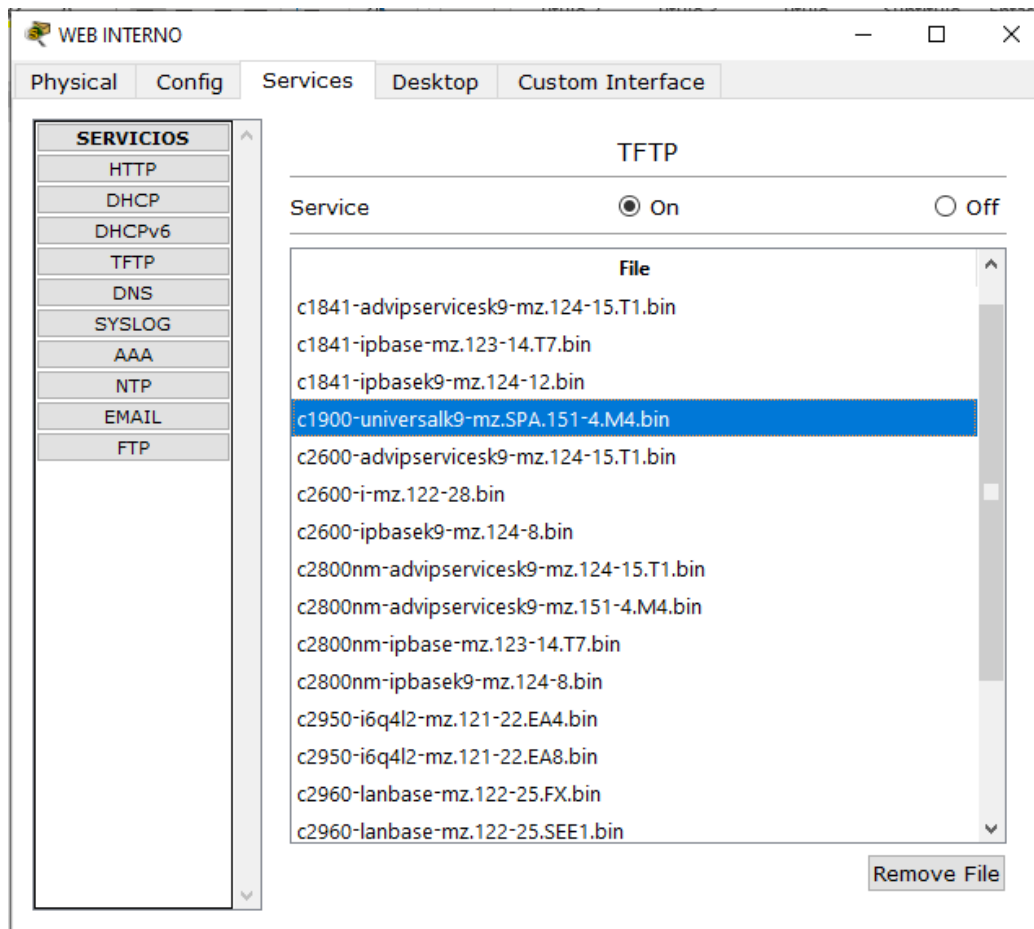 WEB INTERNO
Physical Config Services Desktop Custom Interface
SERVICIOS
HTTP
DHCP
DHCPv6
TFTP
DNS
SYSLOG
AAA
NTP
EMAIL
FTP
TFTP
Service On Off
File
c1841-advipservicesk9-mz.124-15.T1.bin
c1841-ipbase-mz.123-14.T7.bin
c1841-ipbasek9-mz.124-12.bin
c1900-universalk9-mz.SPA.151-4.M4.bin
c2600-advipservicesk9-mz.124-15.T1.bin
c2600-i-mz.122-28.bin
c2600-ipbasek9-mz.124-8.bin
c2800nm-advipservicesk9-mz.124-15.T1.bin
c2800nm-advipservicesk9-mz.151-4.M4.bin
c2800nm-ipbase-mz.123-14.T7.bin
c2800nm-ipbasek9-mz.124-8.bin
c2950-i6q4l2-mz.121-22.EA4.bin
c2950-i6q4l2-mz.121-22.EA8.bin
c2960-lanbase-mz.122-25.FX.bin
c2960-lanbase-mz.122-25.SEE1.bin
Remove File